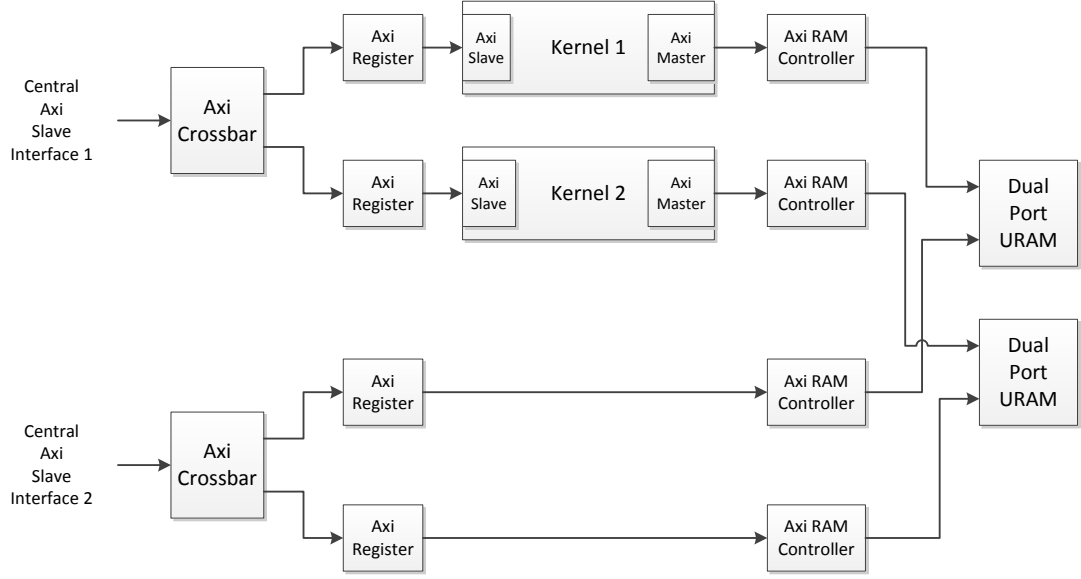 Axi
Register
Axi
Slave
Kernel 1
Axi
Master
Axi RAM
Controller
Central
Axi
Slave
Interface 1
Axi
Crossbar
Axi
Register
Axi
Slave
Kernel 2
Axi
Master
Axi RAM
Controller
Dual
Port
URAM
Axi
Register
Axi RAM
Controller
Dual
Port
URAM
Central
Axi
Slave
Interface 2
Axi
Crossbar
Axi
Register
Axi RAM
Controller